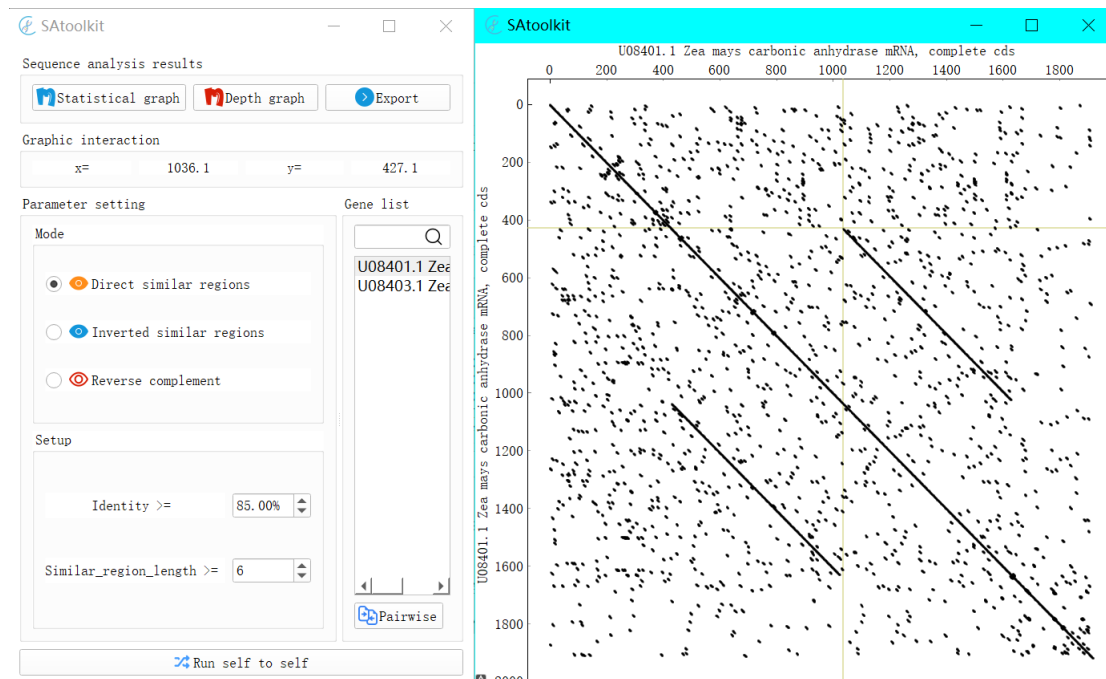 SAtoolkit
Sequence analysis results
Statistical graph Depth graph Export
Graphic interaction
x= 1036.1 y= 427.1
Parameter setting
Mode
Direct similar regions
Inverted similar regions
Reverse complement
Setup
Identity >= 85.00%
Similar_region_length >= 6
Gene list
U08401.1 Zea
U08403.1 Zea
Pairwise
Run self to self
SAtoolkit
U08401.1 Zea mays carbonic anhydrase mRNA, complete cds
0 200 400 600 800 1000 1200 1400 1600 1800
U08401.1 Zea mays carbonic anhydrase mRNA, complete cds
0
200
400
600
800
1000
1200
1400
1600
1800
2000